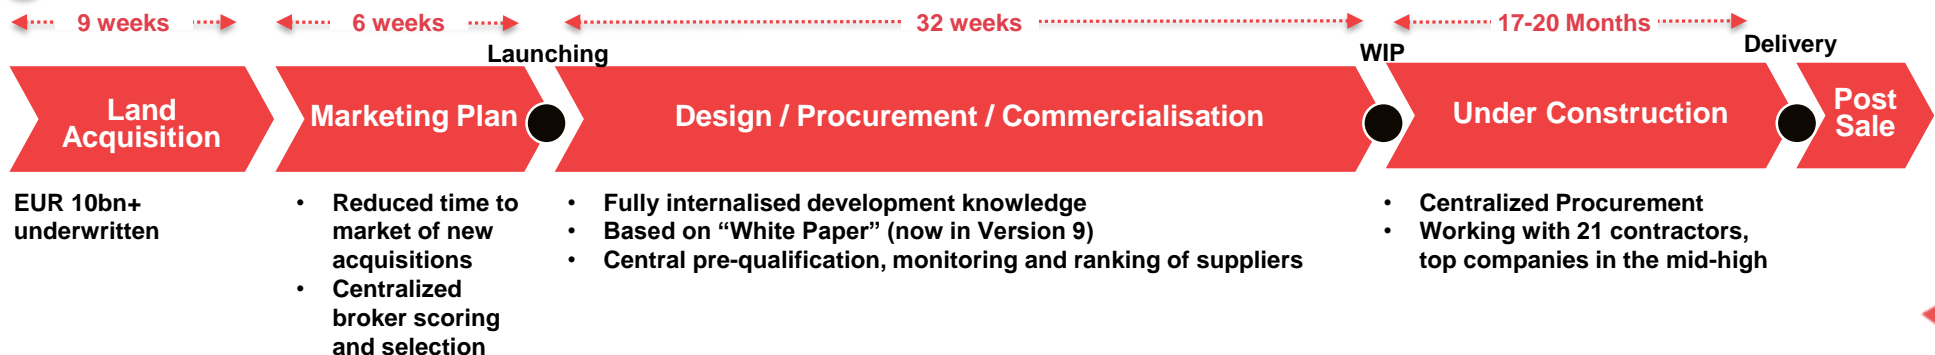 9 weeks
6 weeks
32 weeks
17-20 Months
Launching
WIP
Delivery
Land
Acquisition
Marketing Plan
Design / Procurement / Commercialisation
Under Construction
Post
Sale
EUR 10bn+
underwritten
• Reduced time to
market of new
acquisitions
• Centralized
broker scoring
and selection
• Fully internalised development knowledge
• Based on “White Paper” (now in Version 9)
• Central pre-qualification, monitoring and ranking of suppliers
• Centralized Procurement
• Working with 21 contractors,
top companies in the mid-high